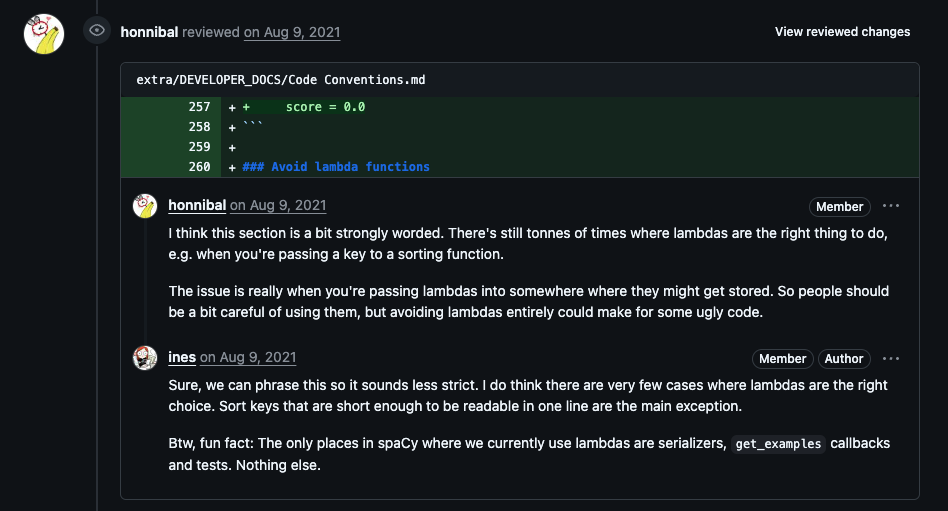 honnibal reviewed on Aug 9, 2021
View reviewed changes
extra/DEVELOPER_DOCS/Code Conventions.md
257 + +     score = 0.0
258 + ```
259 +
260 + ### Avoid lambda functions
honnibal on Aug 9, 2021
Member ...
I think this section is a bit strongly worded. There's still tonnes of times where lambdas are the right thing to do,
e.g. when you're passing a key to a sorting function.
The issue is really when you're passing lambdas into somewhere where they might get stored. So people should
be a bit careful of using them, but avoiding lambdas entirely could make for some ugly code.
ines on Aug 9, 2021
Member Author ...
Sure, we can phrase this so it sounds less strict. I do think there are very few cases where lambdas are the right
choice. Sort keys that are short enough to be readable in one line are the main exception.
Btw, fun fact: The only places in spaCy where we currently use lambdas are serializers, get_examples callbacks
and tests. Nothing else.